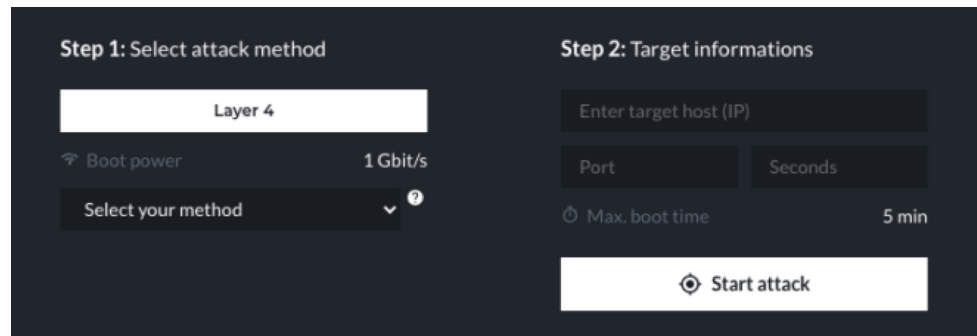 Step 1: Select attack method
Layer 4
Boot power 1 Gbit/s
Select your method ?
Step 2: Target informations
Enter target host (IP)
Port Seconds
Max. boot time 5 min
Start attack